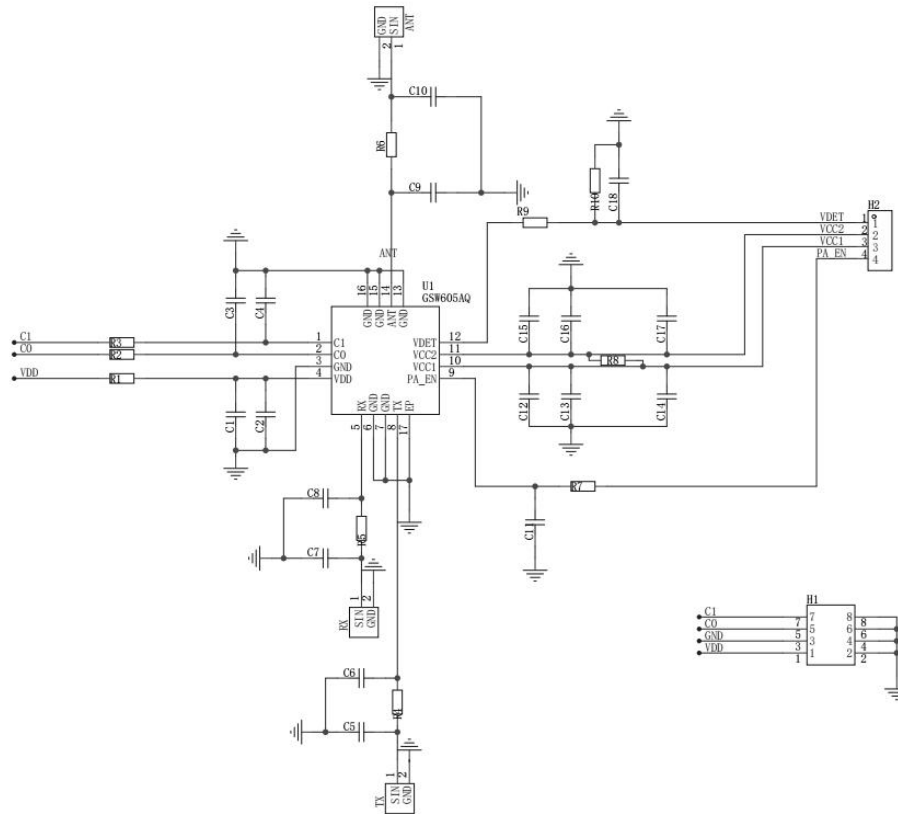 GND
SIN
ANT
2
1
C10
R6
C9
R10
C18
R9
H2
VDET
VCC2
VCC1
PA_EN
1
2
3
4
1
2
3
4
ANT
U1
GSW605AQ
16
15
14
13
GND
GND
ANT
GND
C3
C4
C15
C16
C17
C1
C0
VDD
R3
R2
R1
1
2
3
4
C1
C0
GND
VDD
VDET
VCC2
VCC1
PA_EN
12
11
10
9
R8
RX
GND
GND
TX
EP
5
6
7
8
17
C1
C2
C12
C13
C14
R7
C11
C8
R5
C7
1
2
SIN
GND
RX
H1
C1
C0
GND
VDD
7
5
3
1
7
5
3
1
8
6
4
2
8
6
4
2
C6
R4
C5
1
2
SIN
GND
TX